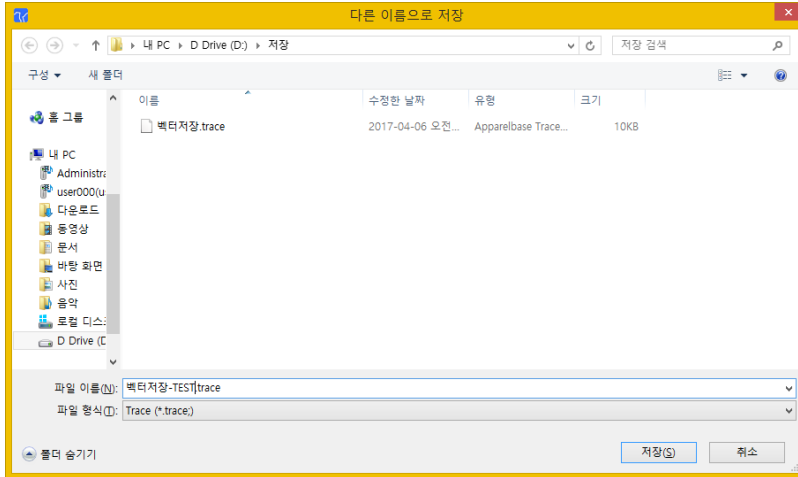 다른 이름으로 저장
내 PC ▸ D Drive (D:) ▸ 저장
저장 검색
구성 ▾ 새 폴더
이름 수정한 날짜 유형 크기
벡터저장.trace 2017-04-06 오전... Apparelbase Trace... 10KB
홈 그룹
내 PC
Administra
user000(u
다운로드
동영상
문서
바탕 화면
사진
음악
로컬 디스크
D Drive (D
파일 이름(N): 벡터저장-TEST.trace
파일 형식(T): Trace (*.trace;)
폴더 숨기기
저장(S) 취소